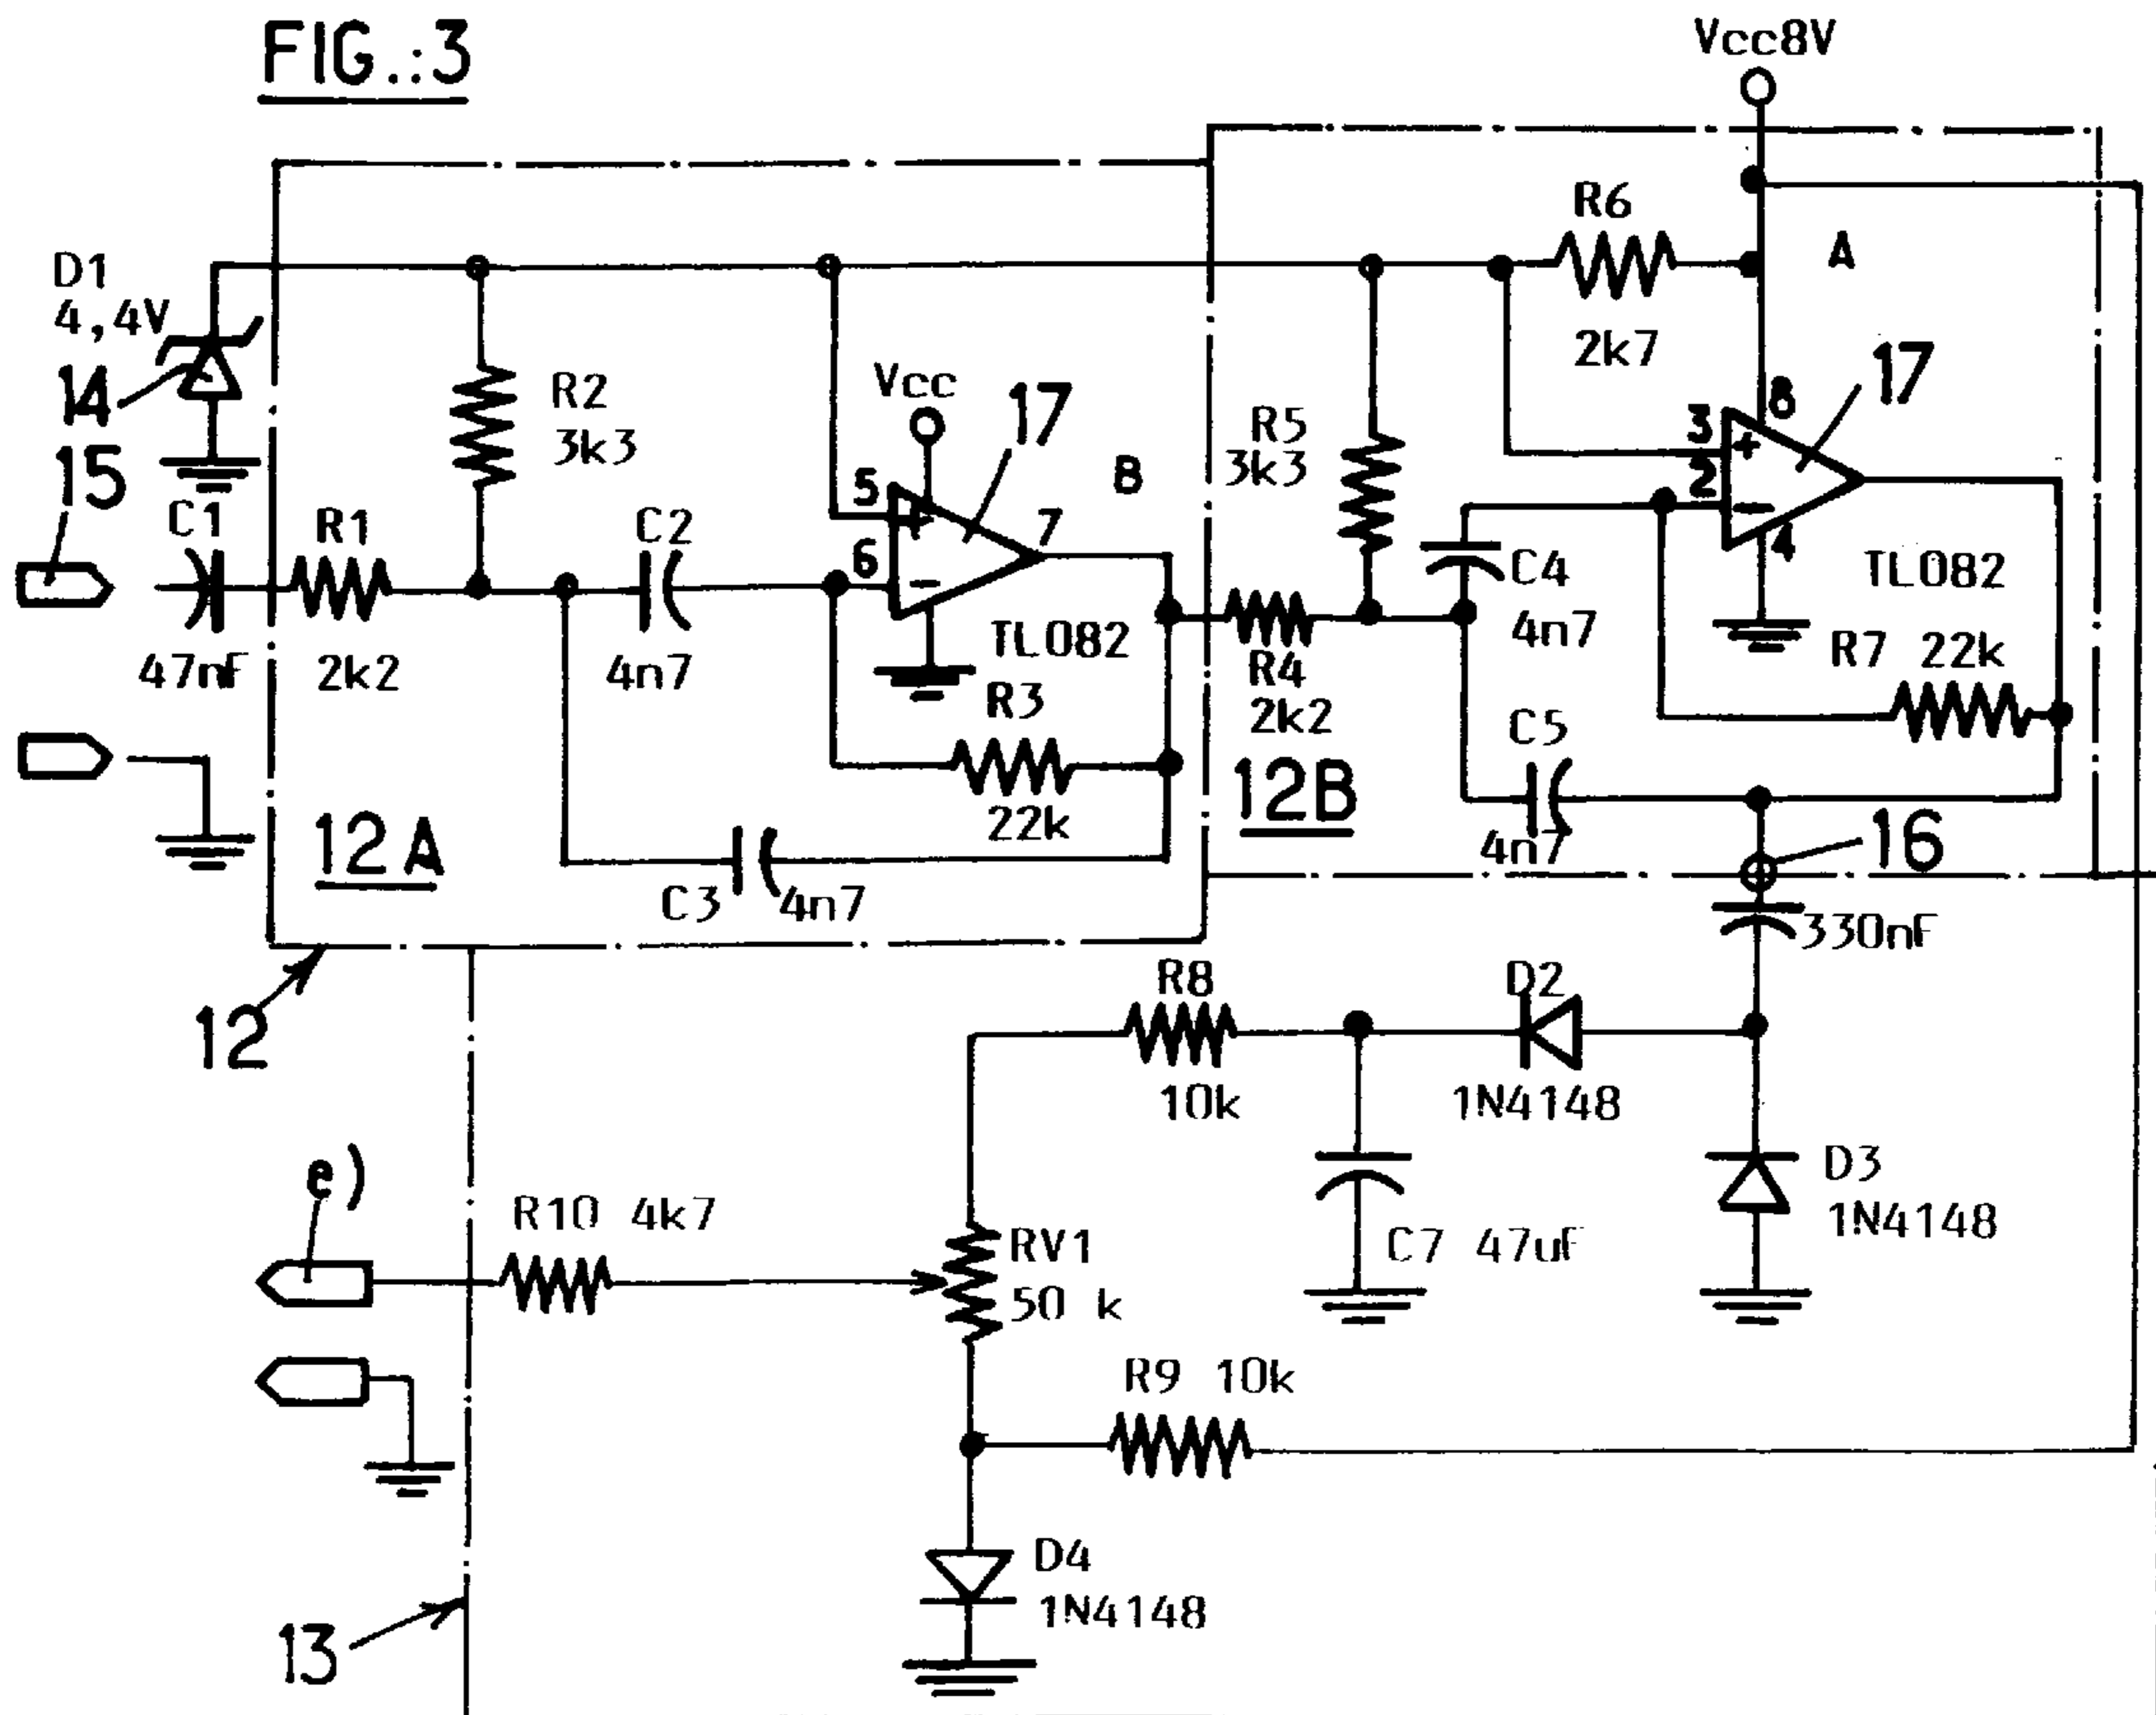 FIG.:3
Vcc8V
R6
2k7
A
D1
4,4V
14
15
R2
3k3
Vcc
17
B
R5
3k3
17
8
3
+
2
−
4
TL082
C1
47nF
R1
2k2
C2
4n7
5
+
6
−
7
TL082
R3
22k
R4
2k2
C4
4n7
R7 22k
C5
4n7
12B
12A
C3 4n7
16
330nF
12
R8
10k
D2
1N4148
D3
1N4148
e)
R10 4k7
RV1
50 k
C7 47uF
R9 10k
D4
1N4148
13